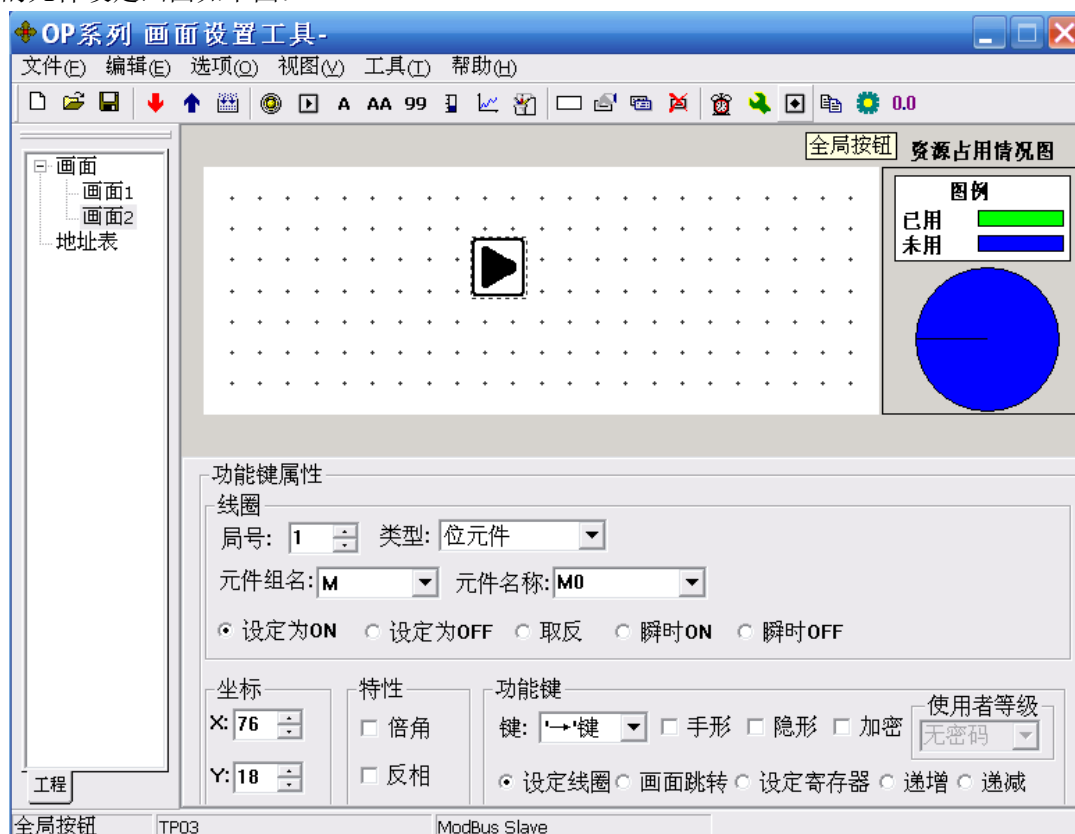 OP系列 画面设置工具-
文件(F) 编辑(E) 选项(O) 视图(V) 工具(T) 帮助(H)
A AA 99 0.0
全局按钮
资源占用情况图
画面
画面1
画面2
地址表
图例
已用
未用
功能键属性
线圈
局号: 1 类型: 位元件
元件组名: M 元件名称: M0
设定为ON 设定为OFF 取反 瞬时ON 瞬时OFF
坐标 特性 功能键
使用者等级
X: 76 倍角 键: '→'键 手形 隐形 加密 无密码
Y: 18 反相 设定线圈 画面跳转 设定寄存器 递增 递减
工程
全局按钮 TP03 ModBus Slave